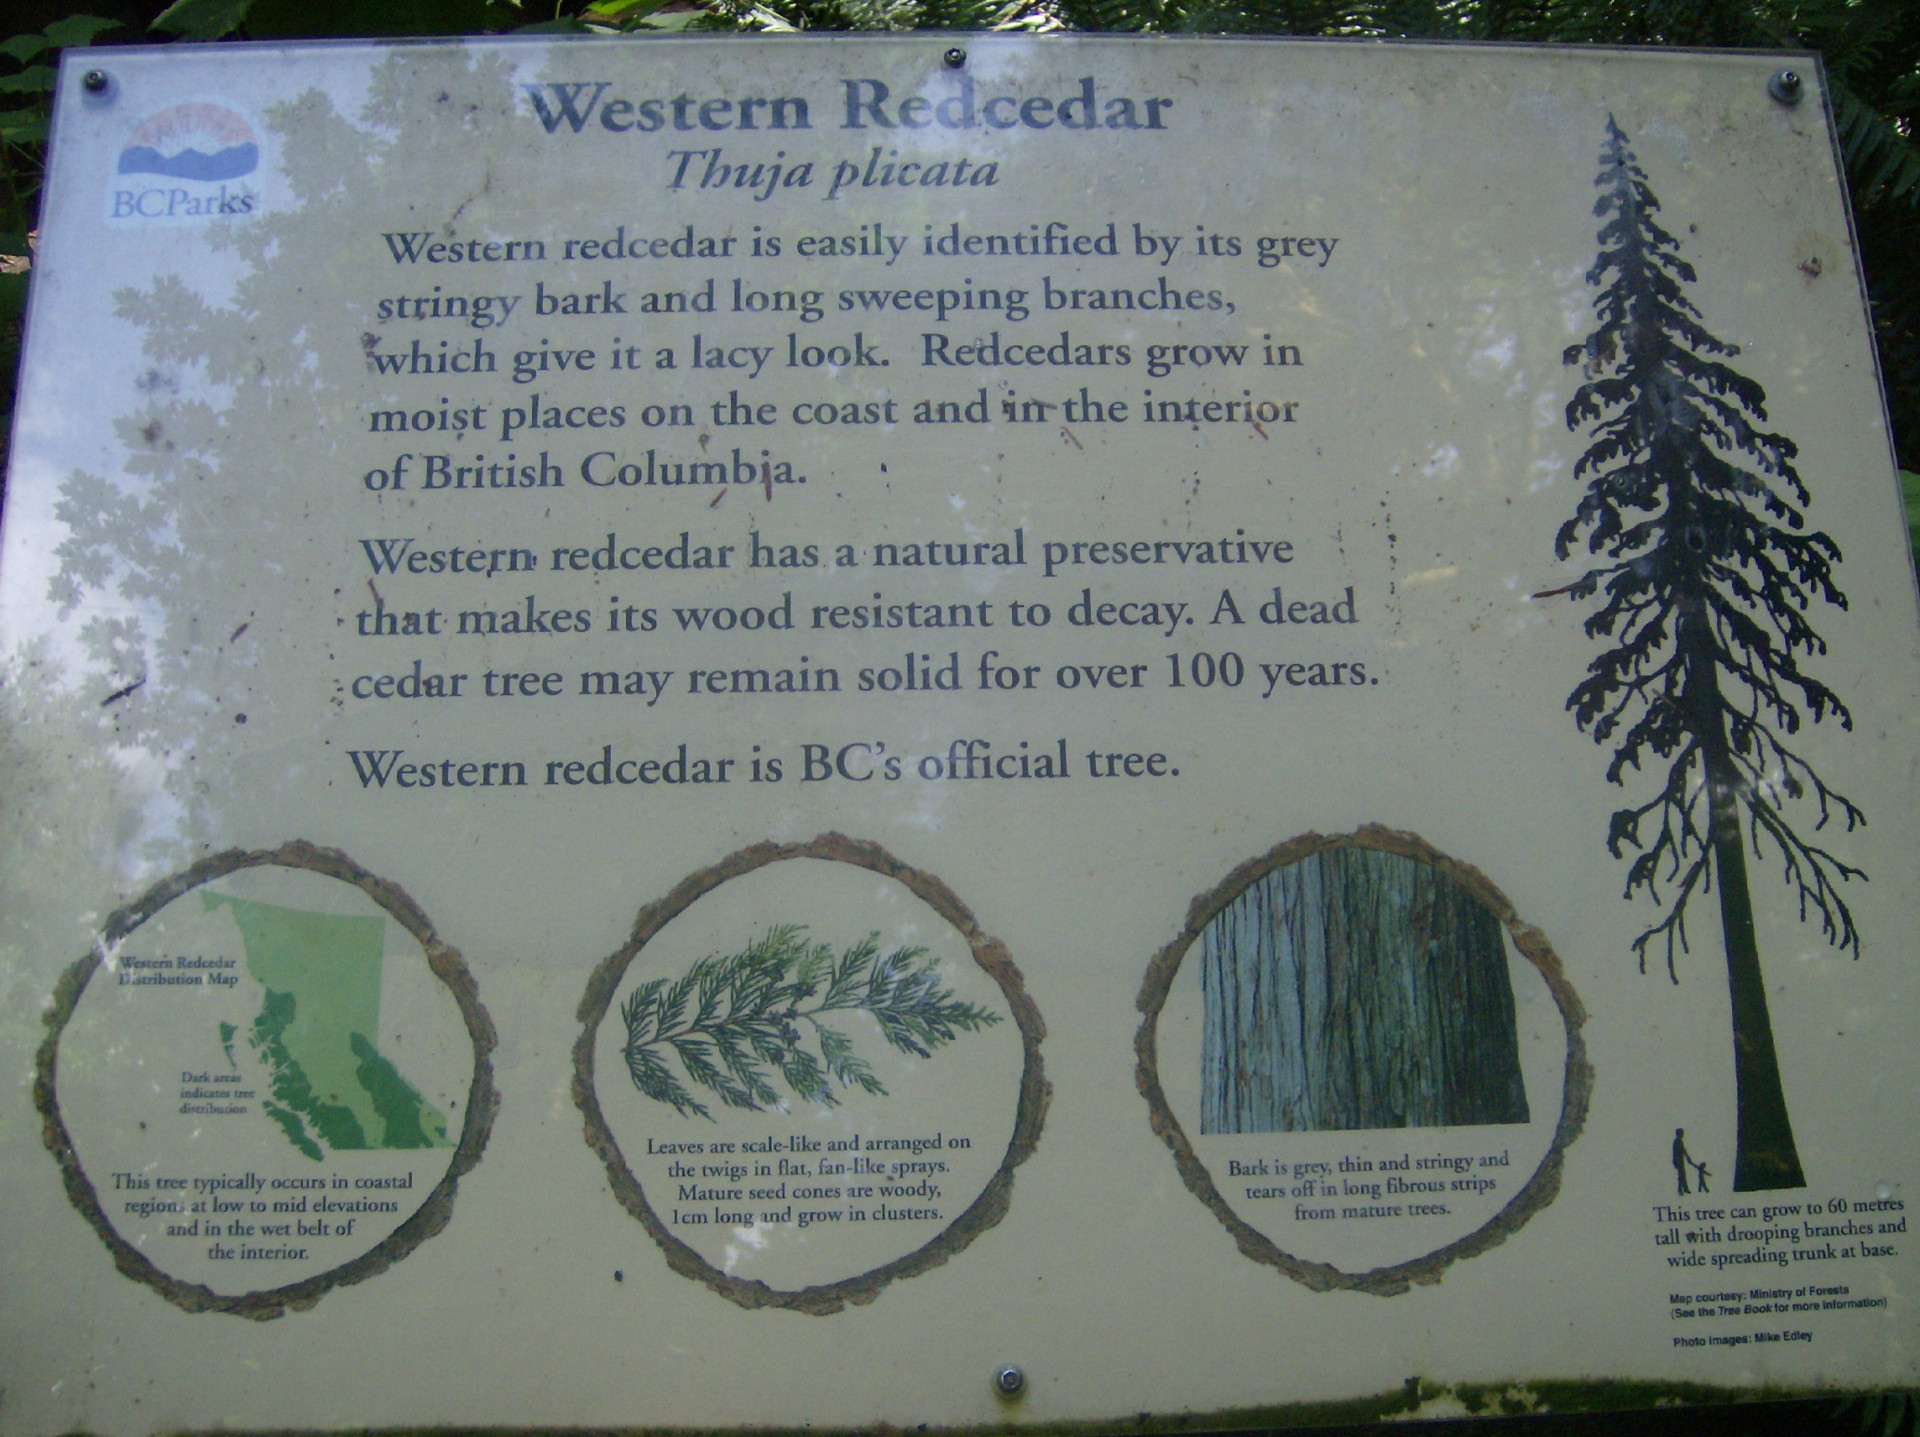 BCParks
Western Redcedar
Thuja plicata
Western redcedar is easily identified by its grey
stringy bark and long sweeping branches,
which give it a lacy look. Redcedars grow in
moist places on the coast and in the interior
of British Columbia.
Western redcedar has a natural preservative
that makes its wood resistant to decay. A dead
cedar tree may remain solid for over 100 years.
Western redcedar is BC's official tree.
Western Redcedar
Distribution Map
Dark areas
indicates tree
distribution
This tree typically occurs in coastal
regions at low to mid elevations
and in the wet belt of
the interior.
Leaves are scale-like and arranged on
the twigs in flat, fan-like sprays.
Mature seed cones are woody,
1cm long and grow in clusters.
Bark is grey, thin and stringy and
tears off in long fibrous strips
from mature trees.
This tree can grow to 60 metres
tall with drooping branches and
wide spreading trunk at base.
Map courtesy: Ministry of Forests
(See the Tree Book for more information)
Photo Images: Mike Edley